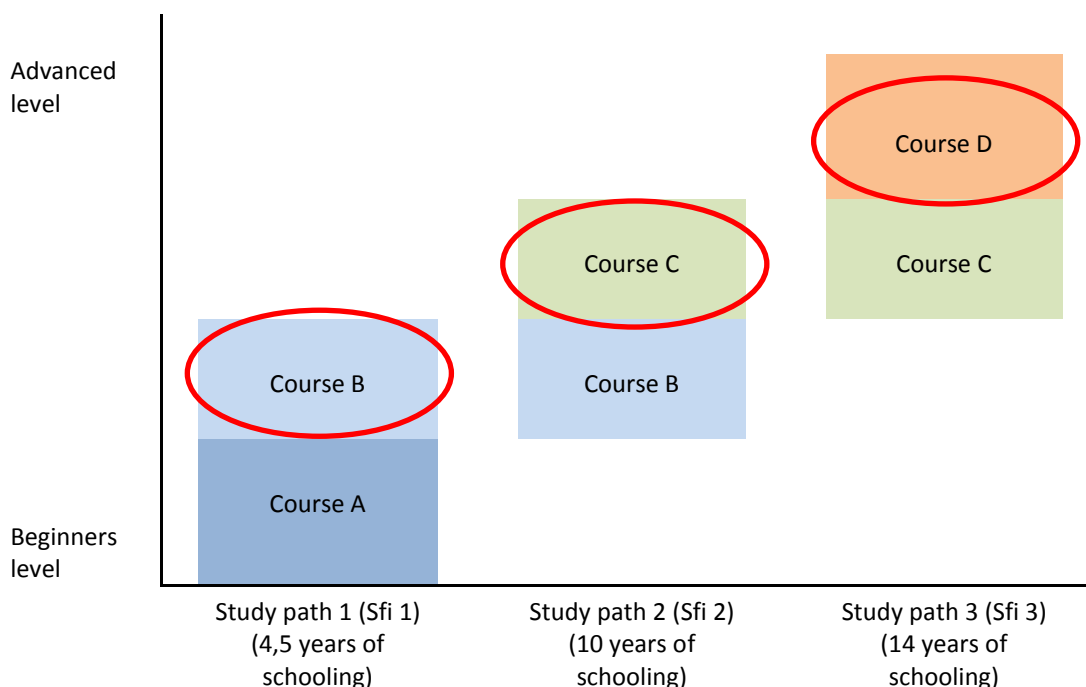 Advanced
level
Course D
Course C
Course C
Course B
Course B
Course A
Beginners
level
Study path 1 (Sfi 1)
(4,5 years of
schooling)
Study path 2 (Sfi 2)
(10 years of
schooling)
Study path 3 (Sfi 3)
(14 years of
schooling)